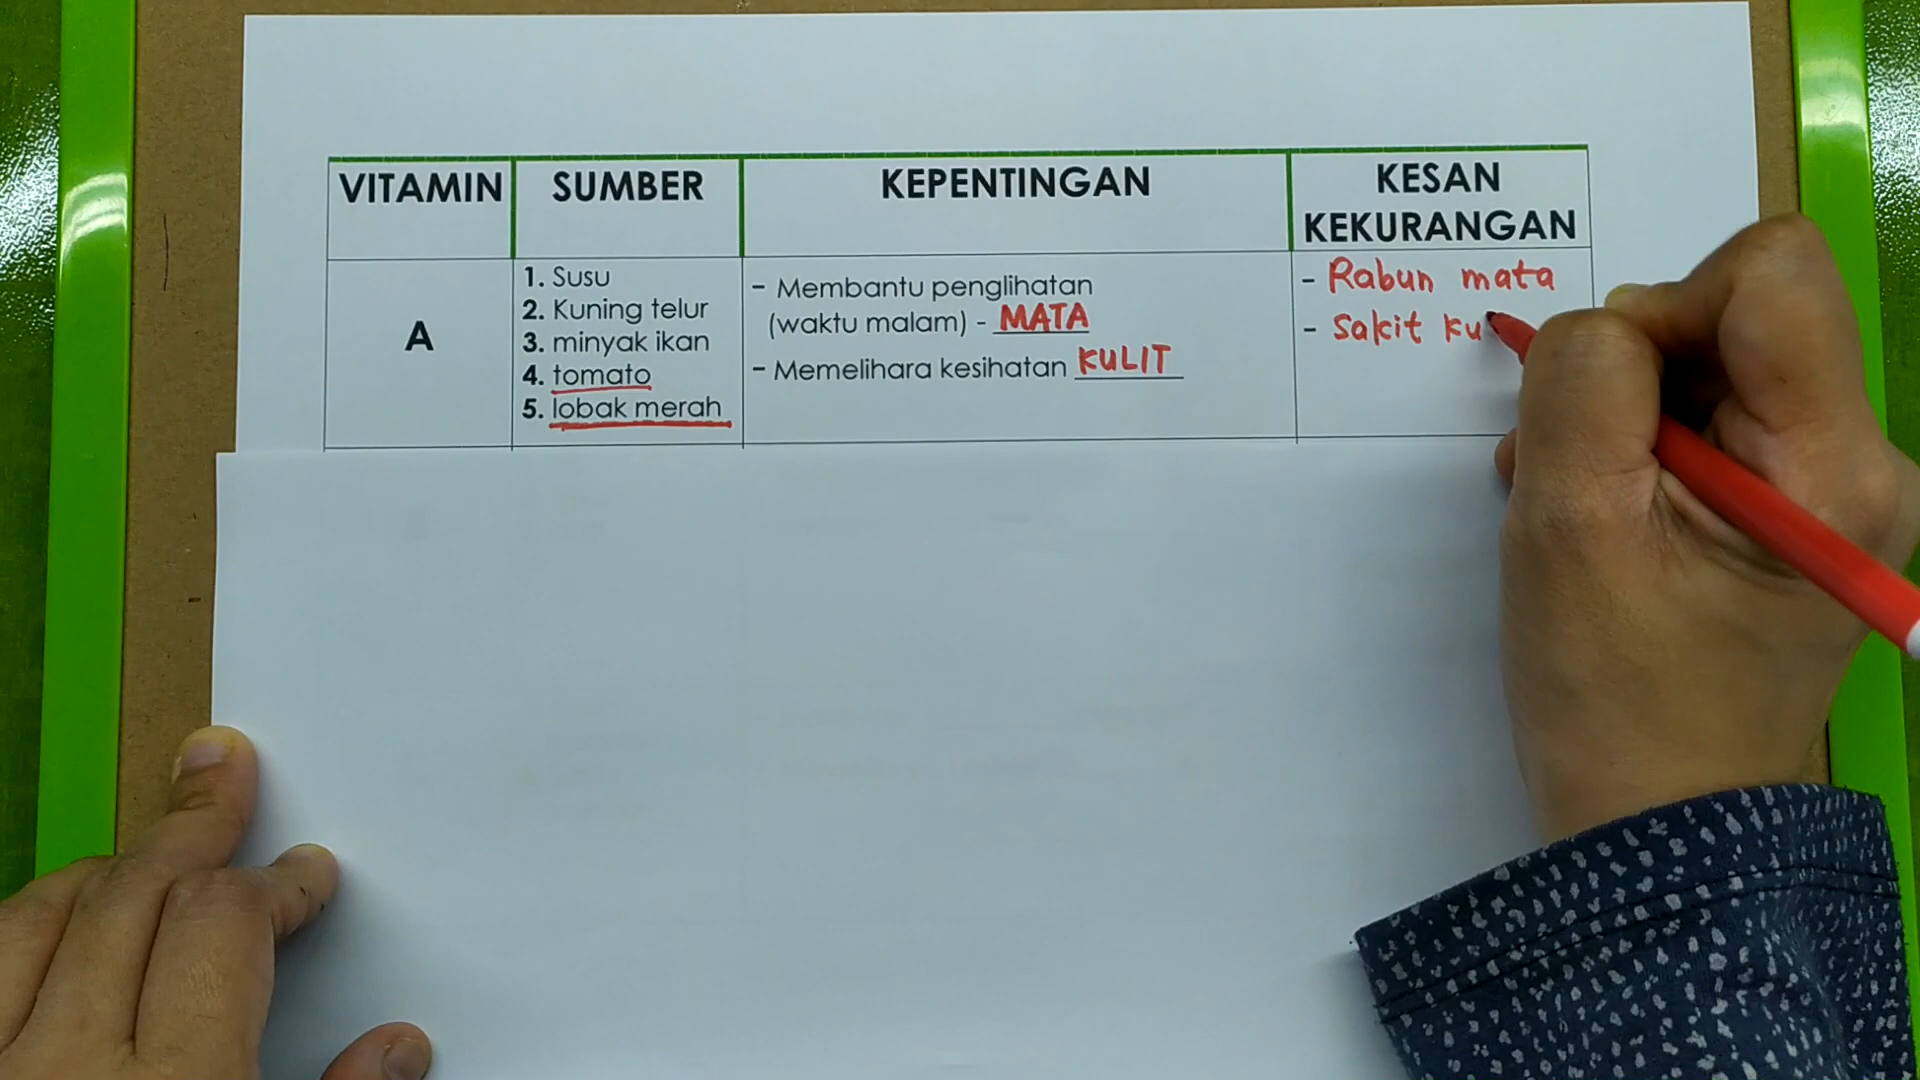 VITAMIN SUMBER KEPENTINGAN KESAN KEKURANGAN
A
1. Susu
2. Kuning telur
3. minyak ikan
4. tomato
5. lobak merah
- Membantu penglihatan
(waktu malam) - MATA
- Memelihara kesihatan KULIT
- Rabun mata
- Sakit ku